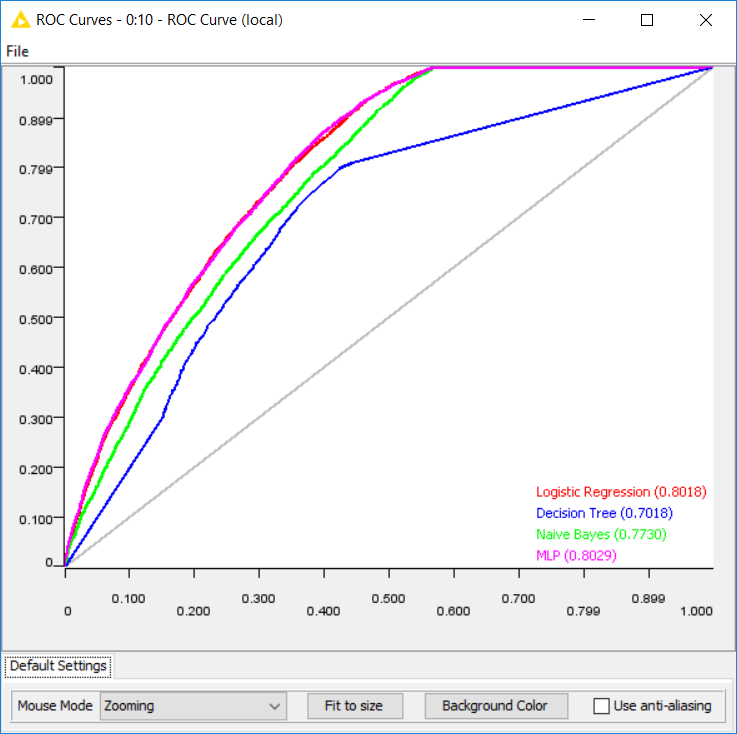 ROC Curves - 0:10 - ROC Curve (local)
File
1.000
0.899
0.799
0.700
0.600
0.500
0.400
0.300
0.200
0.100
0
Logistic Regression (0.8018)
Decision Tree (0.7018)
Naive Bayes (0.7730)
MLP (0.8029)
0.100 0.300 0.500 0.700 0.899
0 0.200 0.400 0.600 0.799 1.000
Default Settings
Mouse Mode Zooming Fit to size Background Color Use anti-aliasing